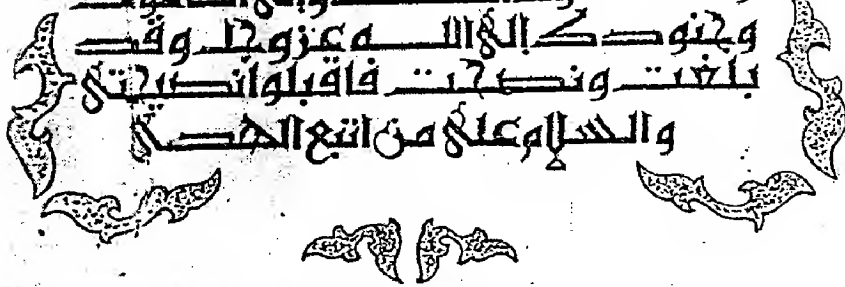 وجنودك إلى الله عز وجل وقد
بلغت ونصحت فاقبلوا نصيحتي
والسلام على من اتبع الهدى